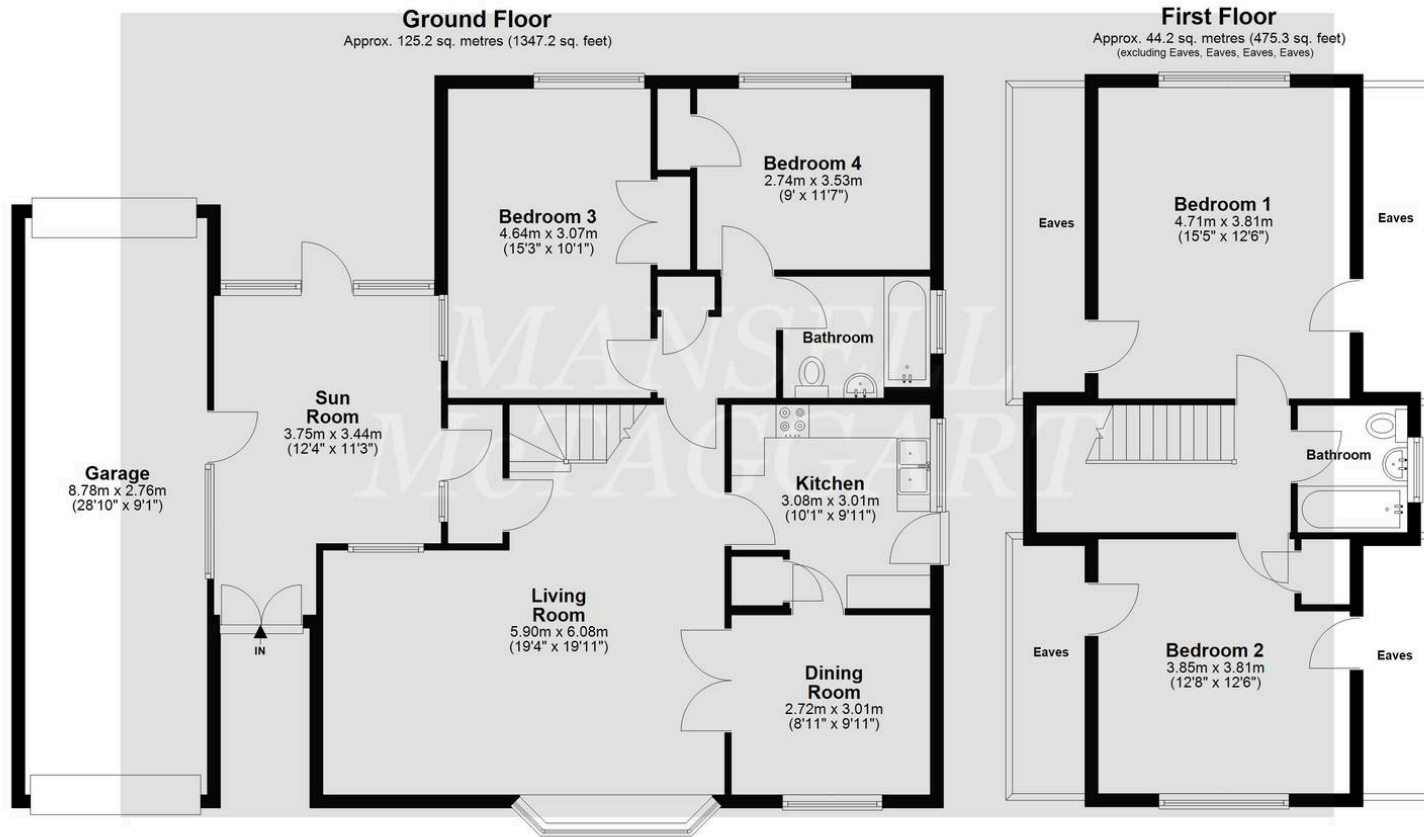 Ground Floor
Approx. 125.2 sq. metres (1347.2 sq. feet)
First Floor
Approx. 44.2 sq. metres (475.3 sq. feet)
(excluding Eaves, Eaves, Eaves, Eaves)
Bedroom 4
2.74m x 3.53m
(9' x 11'7")
Bedroom 3
4.64m x 3.07m
(15'3" x 10'1")
Bedroom 1
4.71m x 3.81m
(15'5" x 12'6")
Eaves
Eaves
MANSELL
McTAGGART
Bathroom
Sun
Room
3.75m x 3.44m
(12'4" x 11'3")
Garage
8.78m x 2.76m
(28'10" x 9'1")
Kitchen
3.08m x 3.01m
(10'1" x 9'11")
Bathroom
Living
Room
5.90m x 6.08m
(19'4" x 19'11")
IN
Dining
Room
2.72m x 3.01m
(8'11" x 9'11")
Eaves
Bedroom 2
3.85m x 3.81m
(12'8" x 12'6")
Eaves